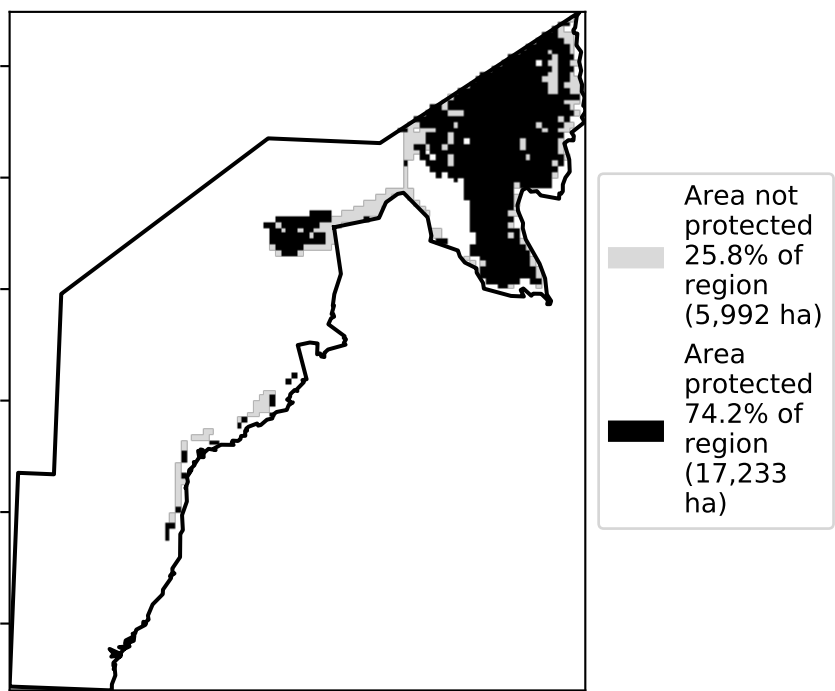 Area not
protected
25.8% of
region
(5,992 ha)
Area
protected
74.2% of
region
(17,233
ha)